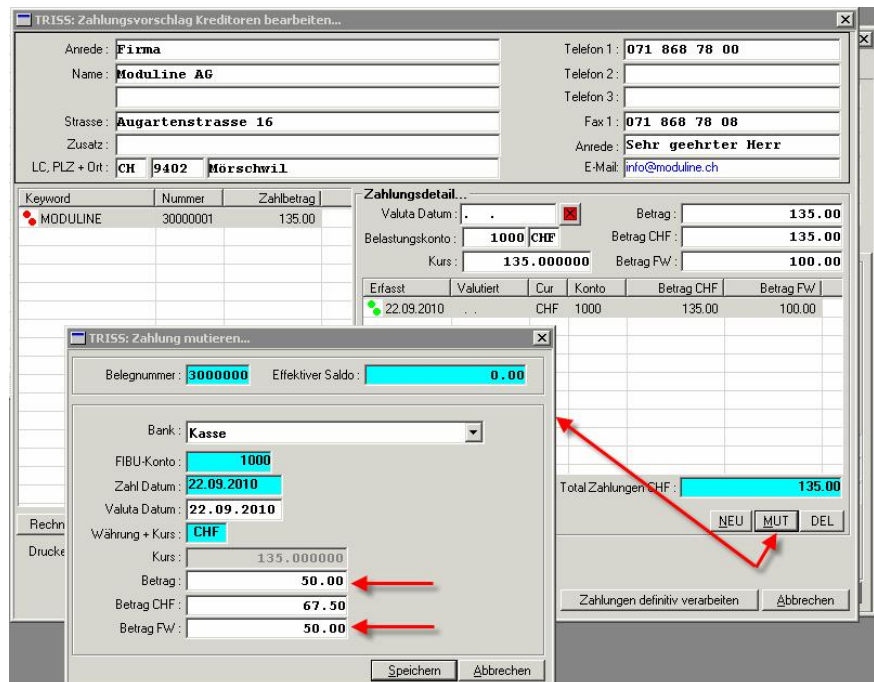 TRISS: Zahlungsvorschlag Kreditoren bearbeiten...
Anrede : Firma
Name : Moduline AG
Strasse : Augartenstrasse 16
Zusatz :
LC, PLZ + Ort : CH 9402 Mörschwil
Telefon 1 : 071 868 78 00
Telefon 2 :
Telefon 3 :
Fax 1 : 071 868 78 08
Anrede : Sehr geehrter Herr
E-Mail: info@moduline.ch
Keyword Nummer Zahlbetrag
MODULINE 30000001 135.00
Zahlungsdetail...
Valuta Datum : . . Betrag : 135.00
Belastungskonto : 1000 CHF Betrag CHF : 135.00
Kurs : 135.000000 Betrag FW : 100.00
Erfasst Valutiert Cur Konto Betrag CHF Betrag FW
22.09.2010 . . CHF 1000 135.00 100.00
Total Zahlungen CHF : 135.00
NEU MUT DEL
Rechn
Drucke
Zahlungen definitiv verarbeiten Abbrechen
TRISS: Zahlung mutieren...
Belegnummer : 3000000 Effektiver Saldo : 0.00
Bank : Kasse
FIBU-Konto : 1000
Zahl Datum : 22.09.2010
Valuta Datum : 22.09.2010
Währung + Kurs : CHF
Kurs : 135.000000
Betrag : 50.00
Betrag CHF : 67.50
Betrag FW : 50.00
Speichern Abbrechen